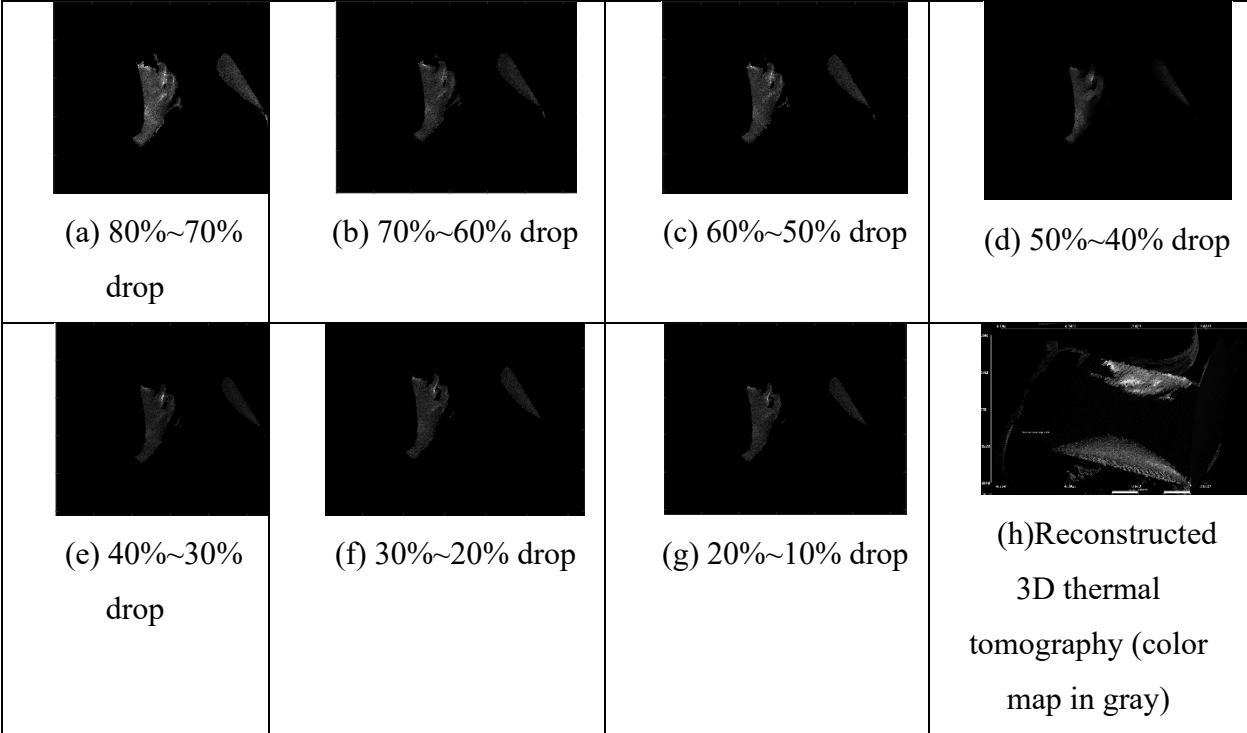 (a) 80%~70%
drop
(b) 70%~60% drop
(c) 60%~50% drop
(d) 50%~40% drop
(e) 40%~30%
drop
(f) 30%~20% drop
(g) 20%~10% drop
(h)Reconstructed
3D thermal
tomography (color
map in gray)